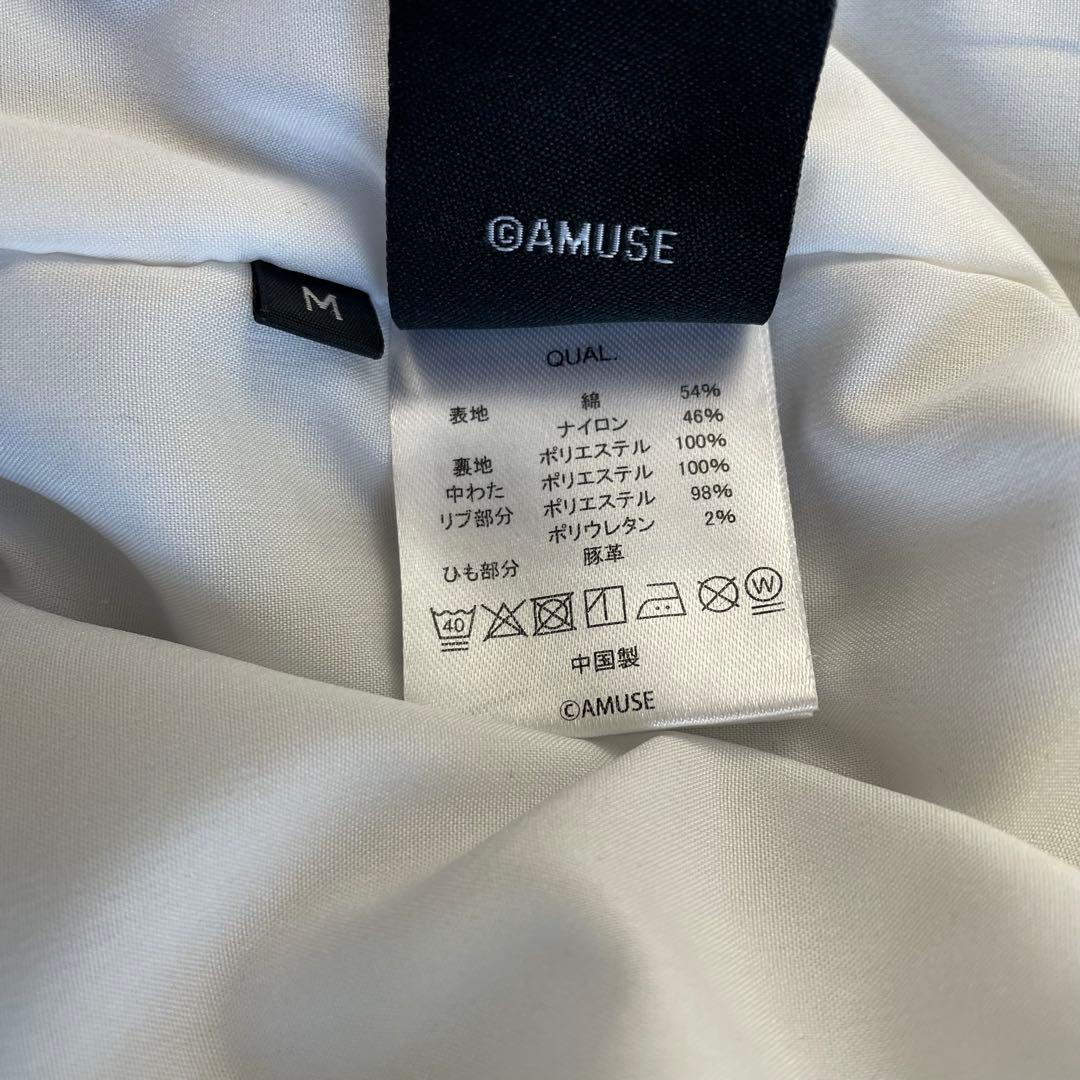 ©AMUSE
M
QUAL.
表地 綿 54%
ナイロン 46%
裏地 ポリエステル 100%
中わた ポリエステル 100%
リブ部分 ポリエステル 98%
ポリウレタン 2%
ひも部分 豚革
40 W
中国製
©AMUSE